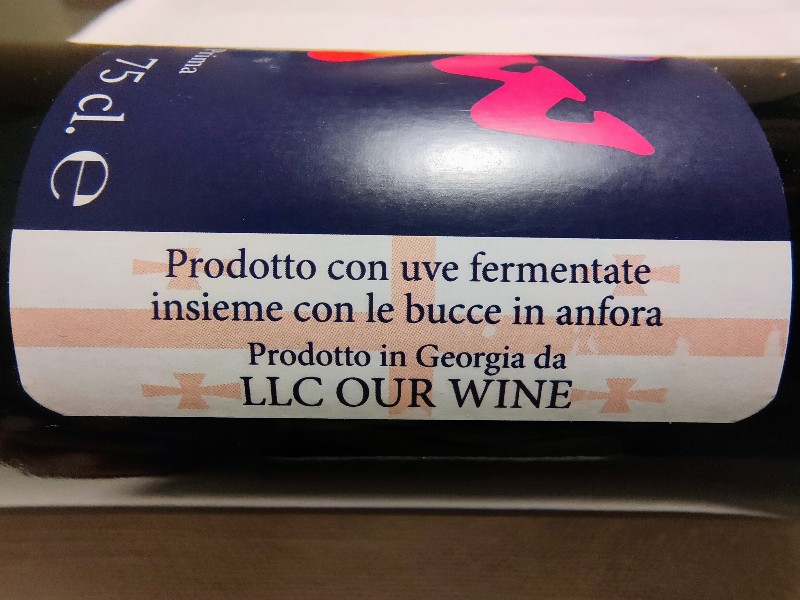 Prima
75 cl. e
Prodotto con uve fermentate
insieme con le bucce in anfora
Prodotto in Georgia da
LLC OUR WINE